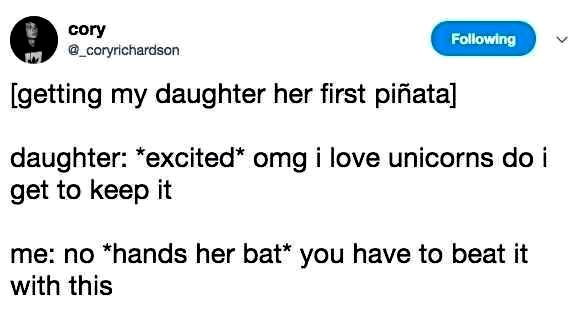 cory
@_coryrichardson
Following
[getting my daughter her first piñata]
daughter: *excited* omg i love unicorns do i
get to keep it
me: no *hands her bat* you have to beat it
with this